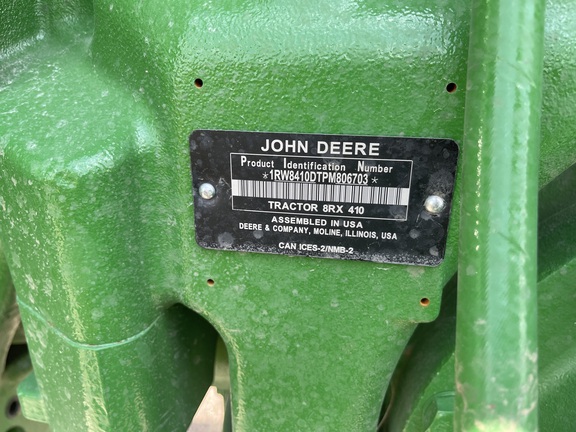 JOHN DEERE
Product Identification Number
*1RW8410DTPM806703*
TRACTOR 8RX 410
ASSEMBLED IN USA
DEERE & COMPANY, MOLINE, ILLINOIS, USA
CAN ICES-2/NMB-2